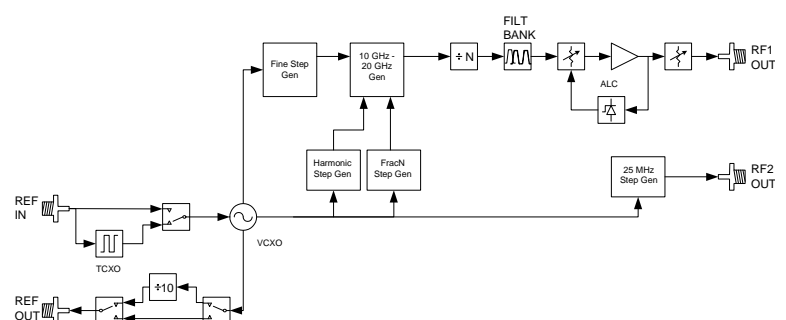 FILT
BANK
Fine Step
Gen
10 GHz -
20 GHz
Gen
÷ N
RF1
OUT
ALC
Harmonic
Step Gen
FracN
Step Gen
25 MHz
Step Gen
RF2
OUT
REF
IN
VCXO
TCXO
÷10
REF
OUT